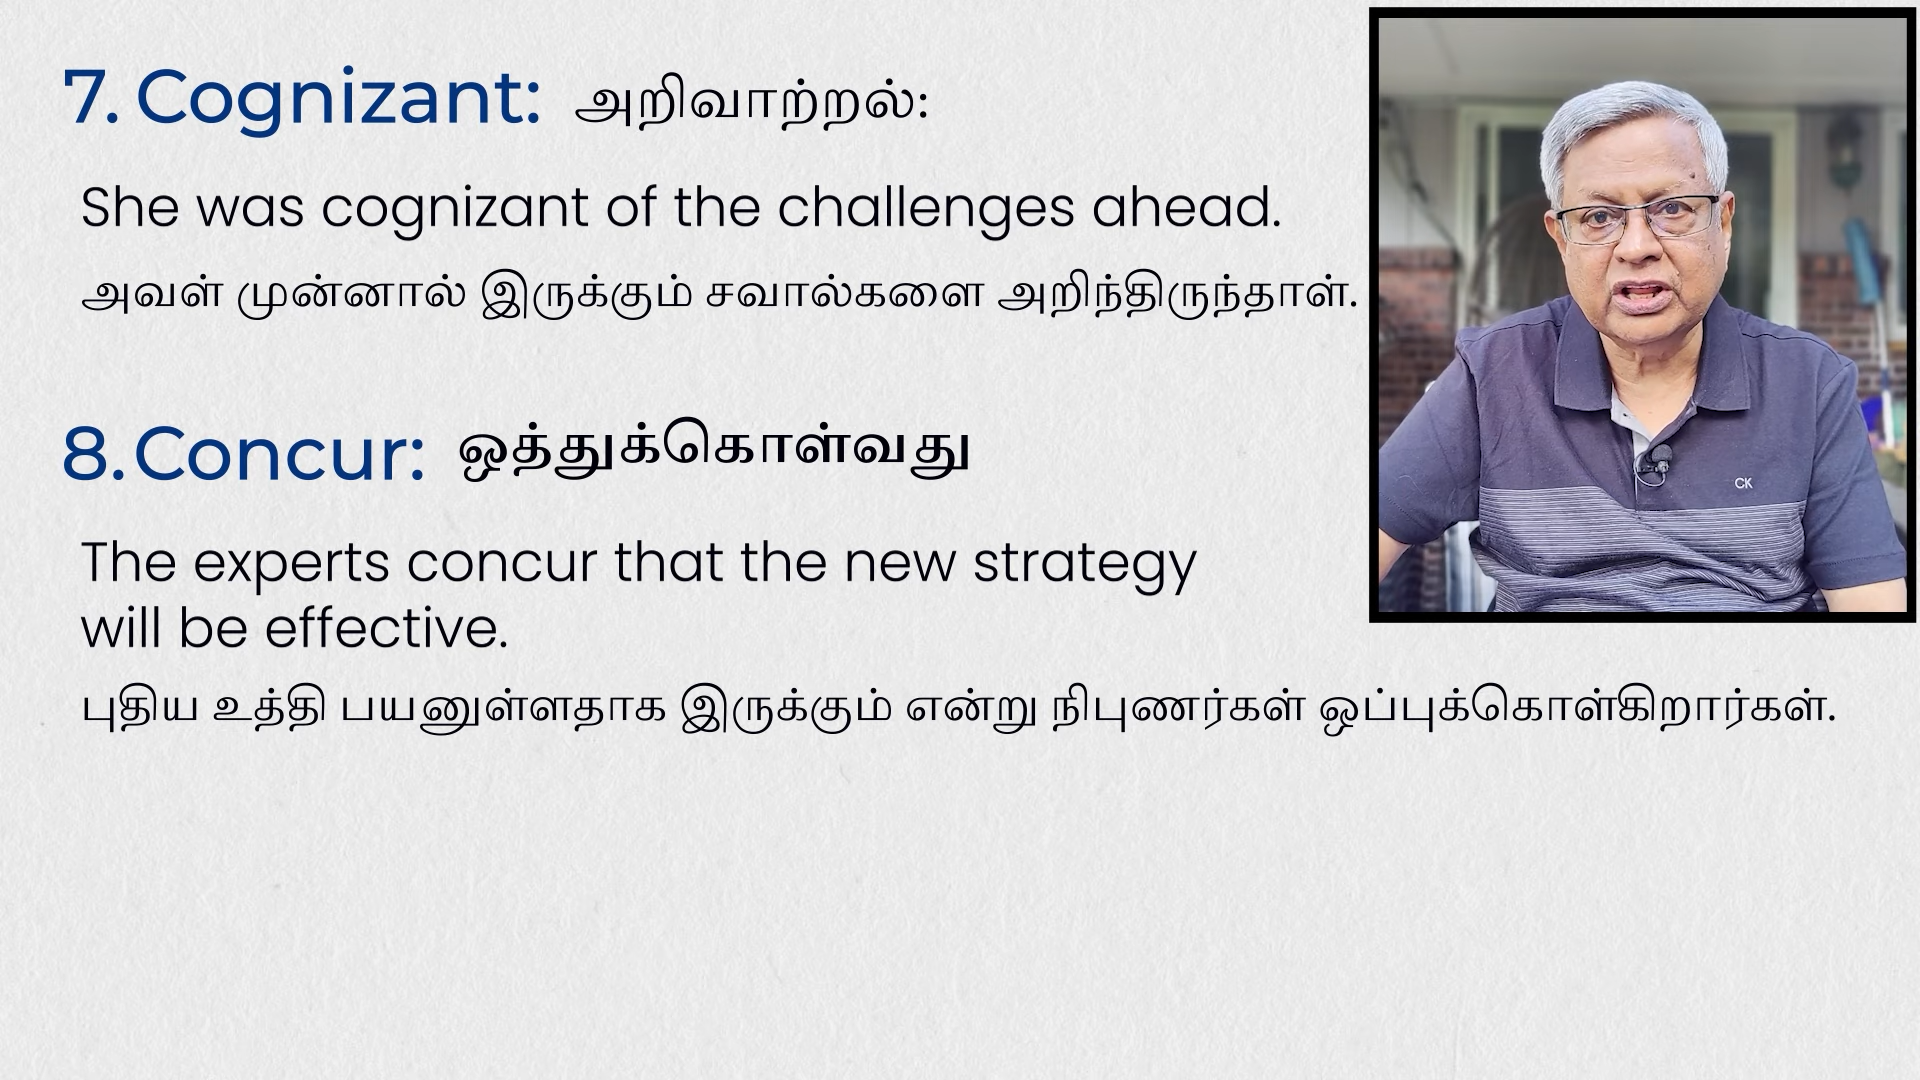 7. Cognizant: அறிவாற்றல்:
She was cognizant of the challenges ahead.
அவள் முன்னால் இருக்கும் சவால்களை அறிந்திருந்தாள்.
8. Concur: ஒத்துக்கொள்வது
The experts concur that the new strategy
will be effective.
புதிய உத்தி பயனுள்ளதாக இருக்கும் என்று நிபுணர்கள் ஒப்புக்கொள்கிறார்கள்.
CK